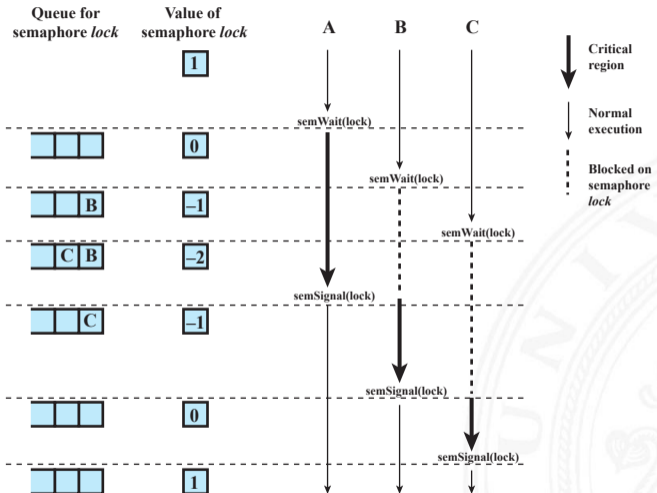 Queue for
semaphore lock
Value of
semaphore lock
A
B
C
1
Critical
region
Normal
execution
Blocked on
semaphore
lock
semWait(lock)
0
semWait(lock)
B
–1
semWait(lock)
C B
–2
semSignal(lock)
C
–1
semSignal(lock)
0
semSignal(lock)
1
UNI